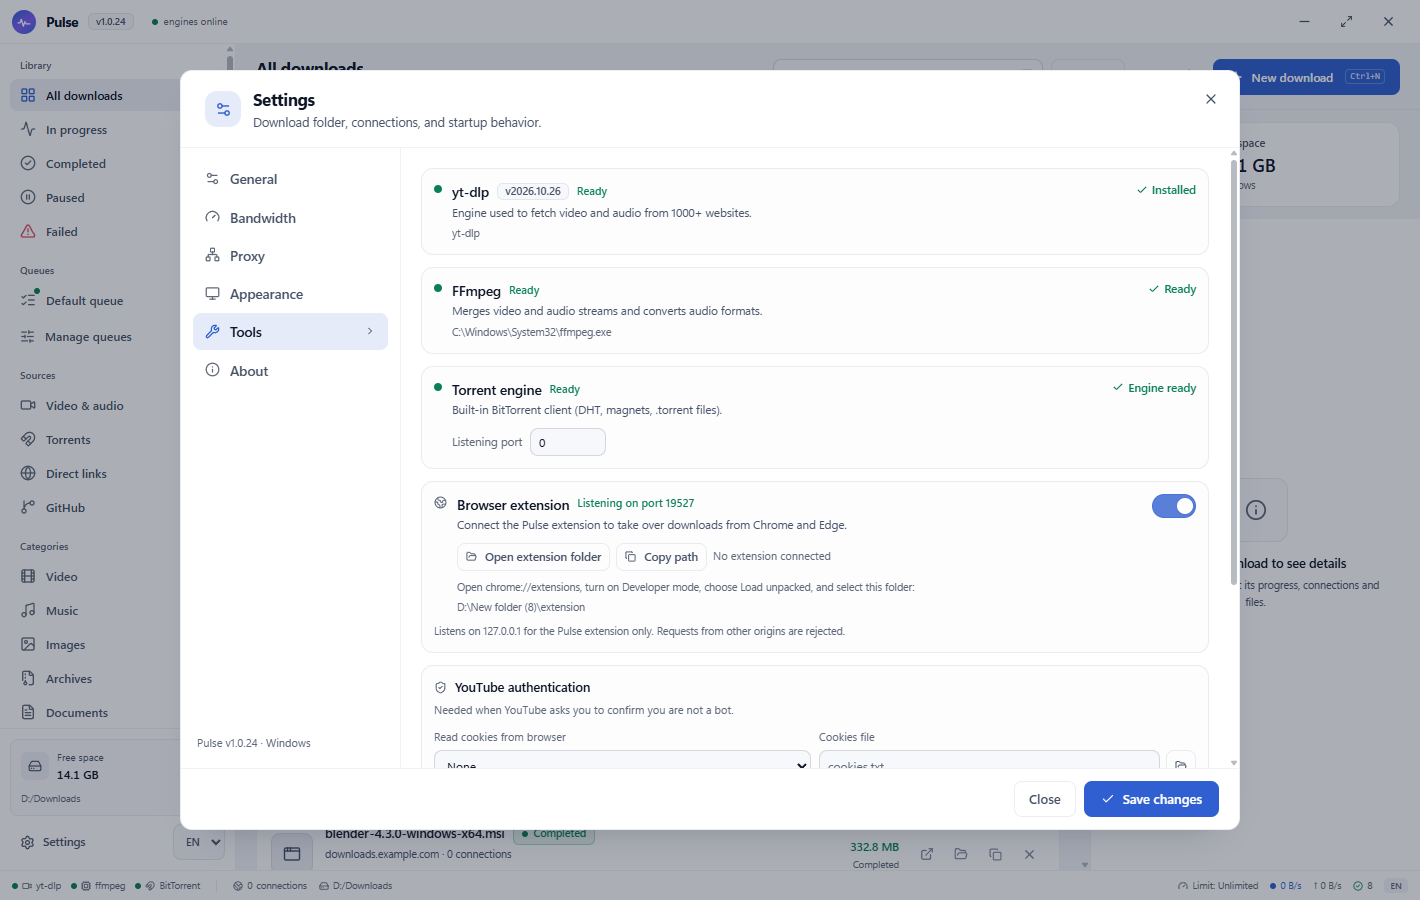 Pulse v1.0.24 engines online
Library
All downloads
In progress
Completed
Paused
Failed
Queues
Default queue
Manage queues
Sources
Video & audio
Torrents
Direct links
GitHub
Categories
Video
Music
Images
Archives
Documents
Free space
14.1 GB
D:/Downloads
Settings EN
All downloads
New download Ctrl+N
space
1 GB
Settings
Download folder, connections, and startup behavior.
General
Bandwidth
Proxy
Appearance
Tools
About
Pulse v1.0.24 · Windows
yt-dlp v2026.10.26 Ready Installed
Engine used to fetch video and audio from 1000+ websites.
yt-dlp
FFmpeg Ready Ready
Merges video and audio streams and converts audio formats.
C:\Windows\System32\ffmpeg.exe
Torrent engine Ready Engine ready
Built-in BitTorrent client (DHT, magnets, .torrent files).
Listening port 0
Browser extension Listening on port 19527
Connect the Pulse extension to take over downloads from Chrome and Edge.
Open extension folder Copy path No extension connected
Open chrome://extensions, turn on Developer mode, choose Load unpacked, and select this folder:
D:\New folder (8)\extension
Listens on 127.0.0.1 for the Pulse extension only. Requests from other origins are rejected.
YouTube authentication
Needed when YouTube asks you to confirm you are not a bot.
Read cookies from browser Cookies file
None cookies.txt
Close Save changes
nload to see details
its progress, connections and
files.
blender-4.3.0-windows-x64.msi Completed
downloads.example.com · 0 connections
332.8 MB
Completed
yt-dlp ffmpeg BitTorrent 0 connections D:/Downloads Limit: Unlimited 0 B/s ↑ 0 B/s 8 EN